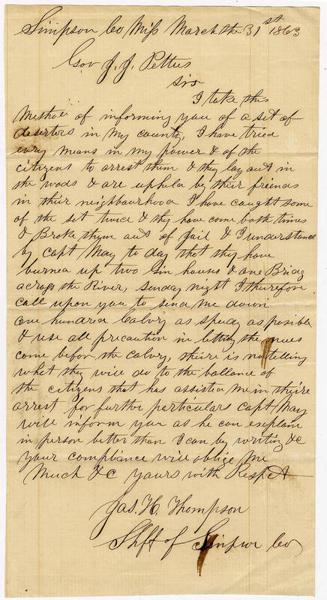 Simpson Co Miss March the 31st 1863
Gov J. J. Pettus
Sir
I take this
methode of informing you of a set of
deserters in my county, I have tried
every means in my power & of the
citizens to arrest them & they lay out in
the woods & are upheld by their friends
in their neighbourhood I have caught some
of the set twice & they have come both times
& Broke them out of jail & I understand
by capt May to day that they have
burned up two Gin houses & one Bridg
across the River, Sunday night I therefore
call upon you to send me down
one hundred Calvry as speedy as posible
& use all precaution in letting the news
come before the calvry, theire is no telling
what they will do to the ballance of
the citizens that has assisted me in theire
arrest for further particulars capt May
will inform you as he can explain
in person better than I can by writing &c
your compliance will oblige me
Much &c yours with Respect
Jas. H. Thompson
Shff of Simpson Co